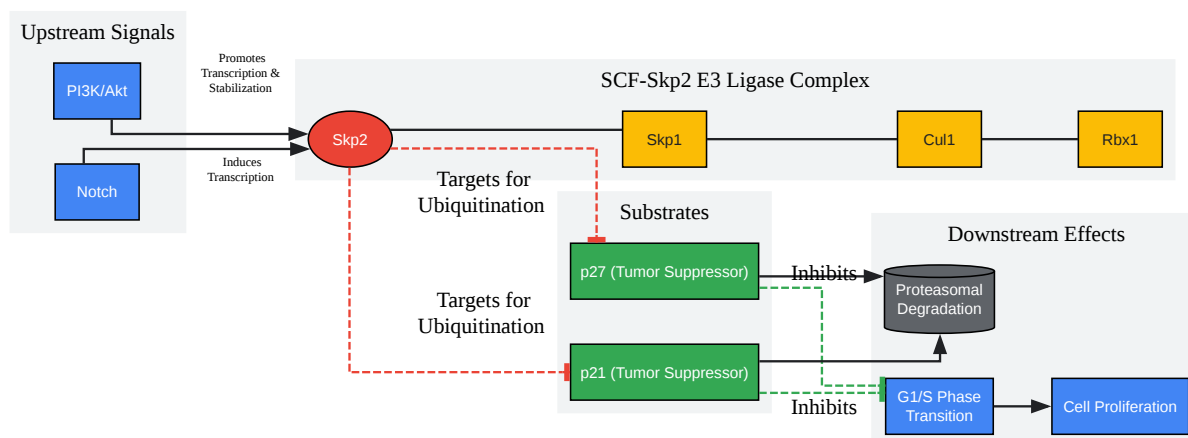 Upstream Signals
PI3K/Akt
Notch
Promotes
Transcription &
Stabilization
Induces
Transcription
SCF-Skp2 E3 Ligase Complex
Skp2
Skp1
Cul1
Rbx1
Targets for
Ubiquitination
Targets for
Ubiquitination
Substrates
p27 (Tumor Suppressor)
p21 (Tumor Suppressor)
Inhibits
Inhibits
Downstream Effects
Proteasomal
Degradation
G1/S Phase
Transition
Cell Proliferation